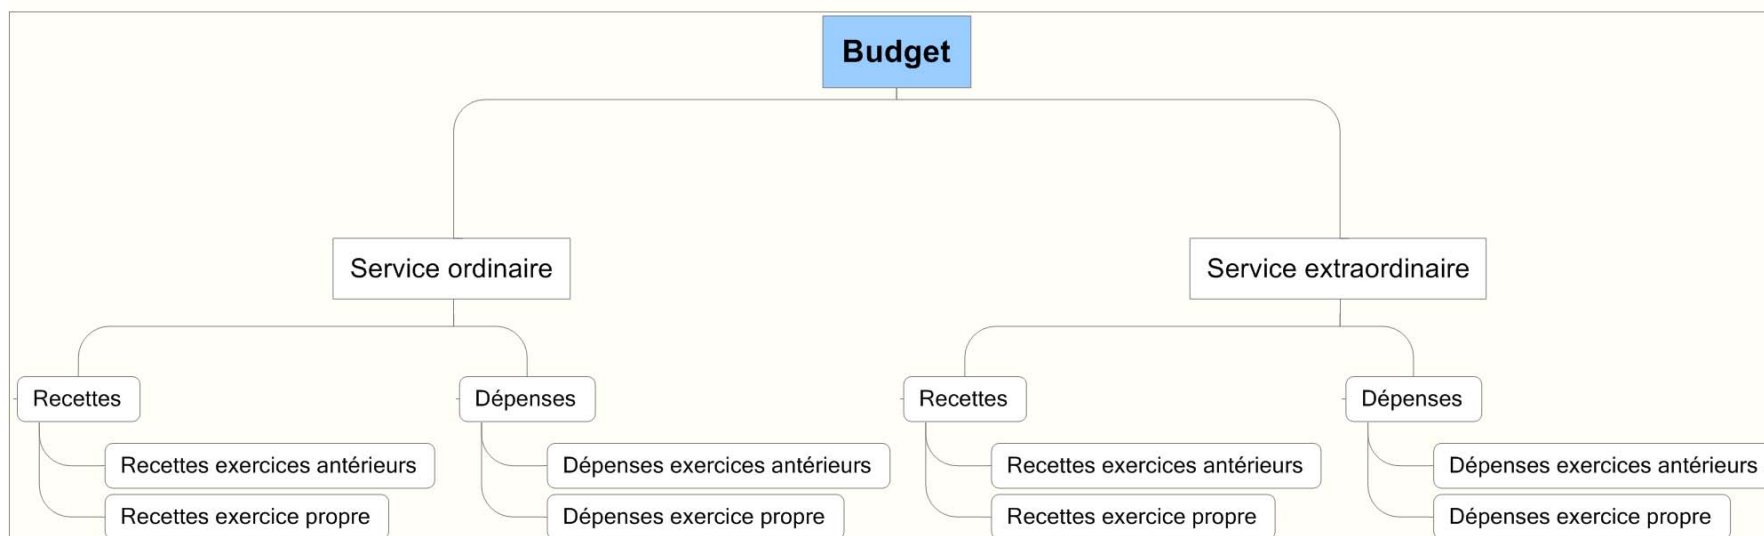 Budget
Service ordinaire
Service extraordinaire
Recettes
Dépenses
Recettes
Dépenses
Recettes exercices antérieurs
Dépenses exercices antérieurs
Recettes exercices antérieurs
Dépenses exercices antérieurs
Recettes exercice propre
Dépenses exercice propre
Recettes exercice propre
Dépenses exercice propre